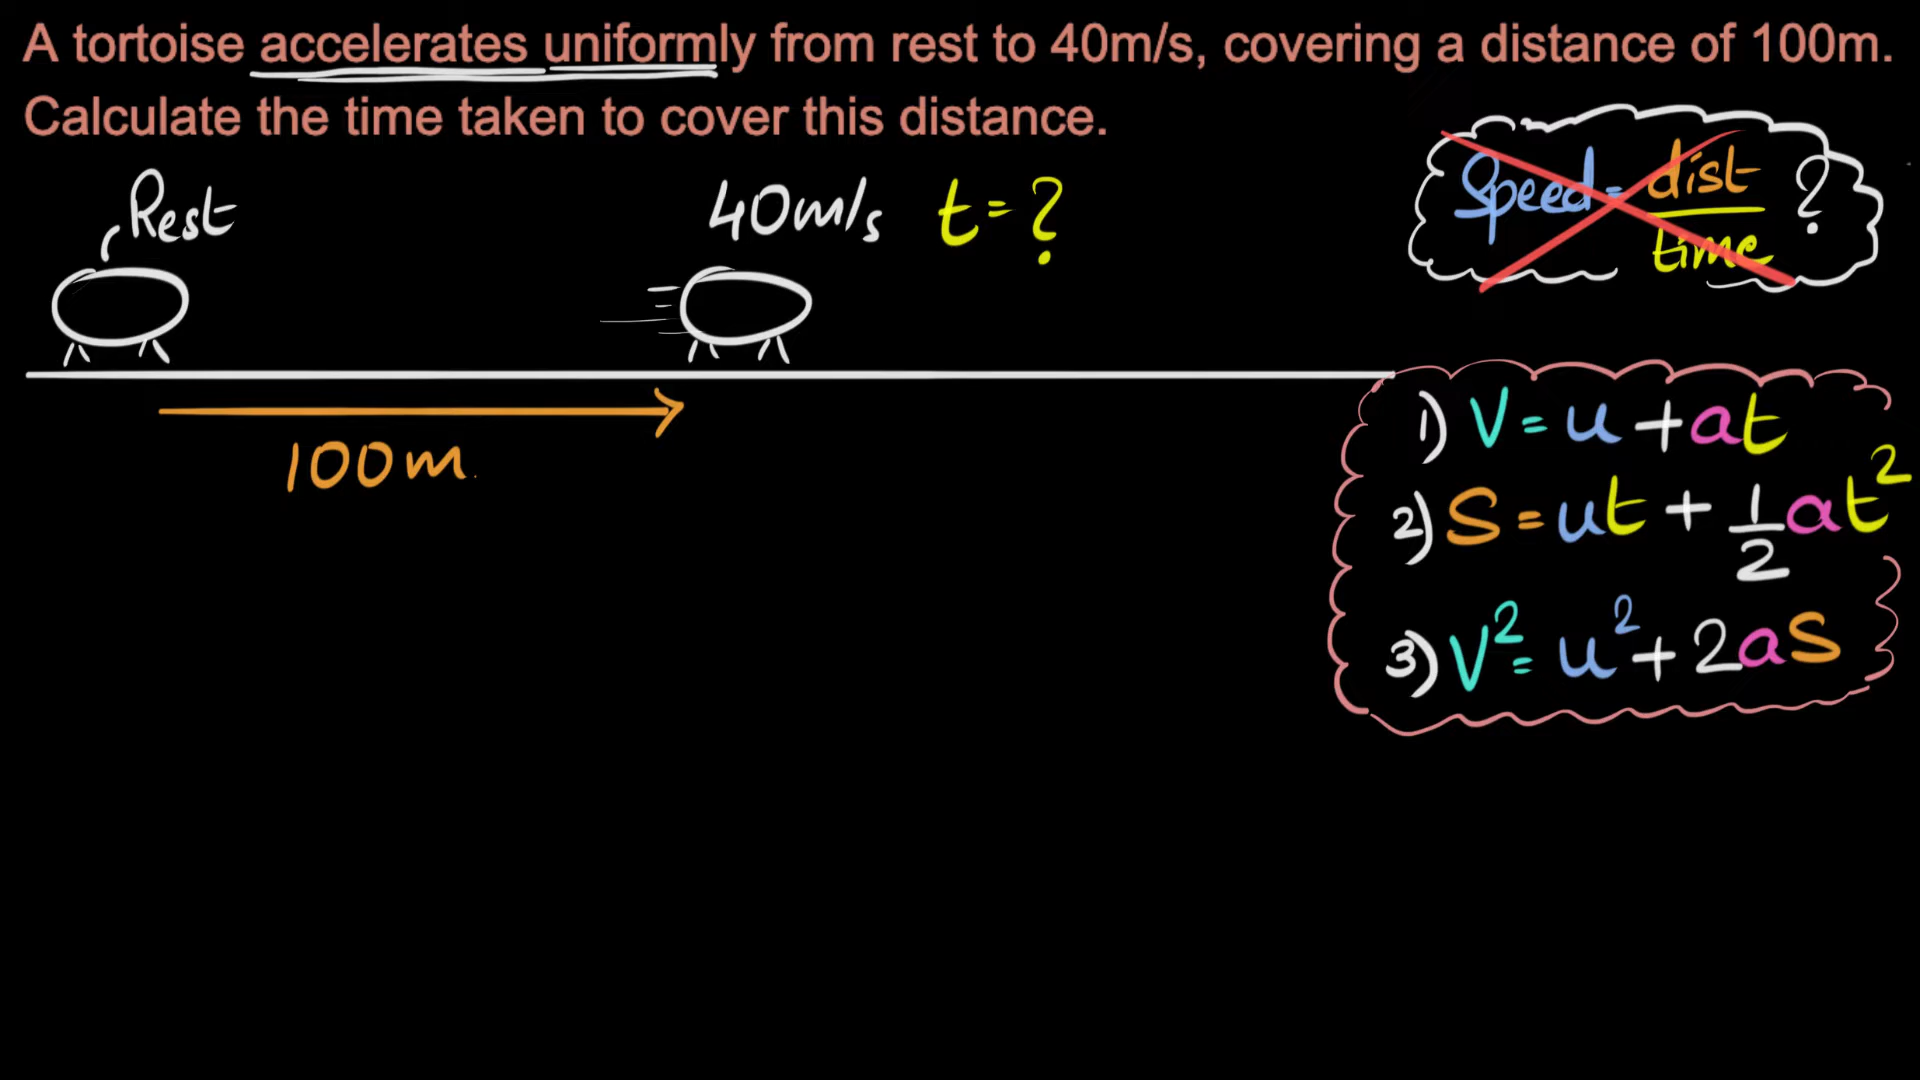 A tortoise accelerates uniformly from rest to 40m/s, covering a distance of 100m.
Calculate the time taken to cover this distance.
Rest
40m/s t = ?
Speed = dist / time ?
100m
1) V = u + at
2) S = ut + 1/2 at²
3) V² = u² + 2aS